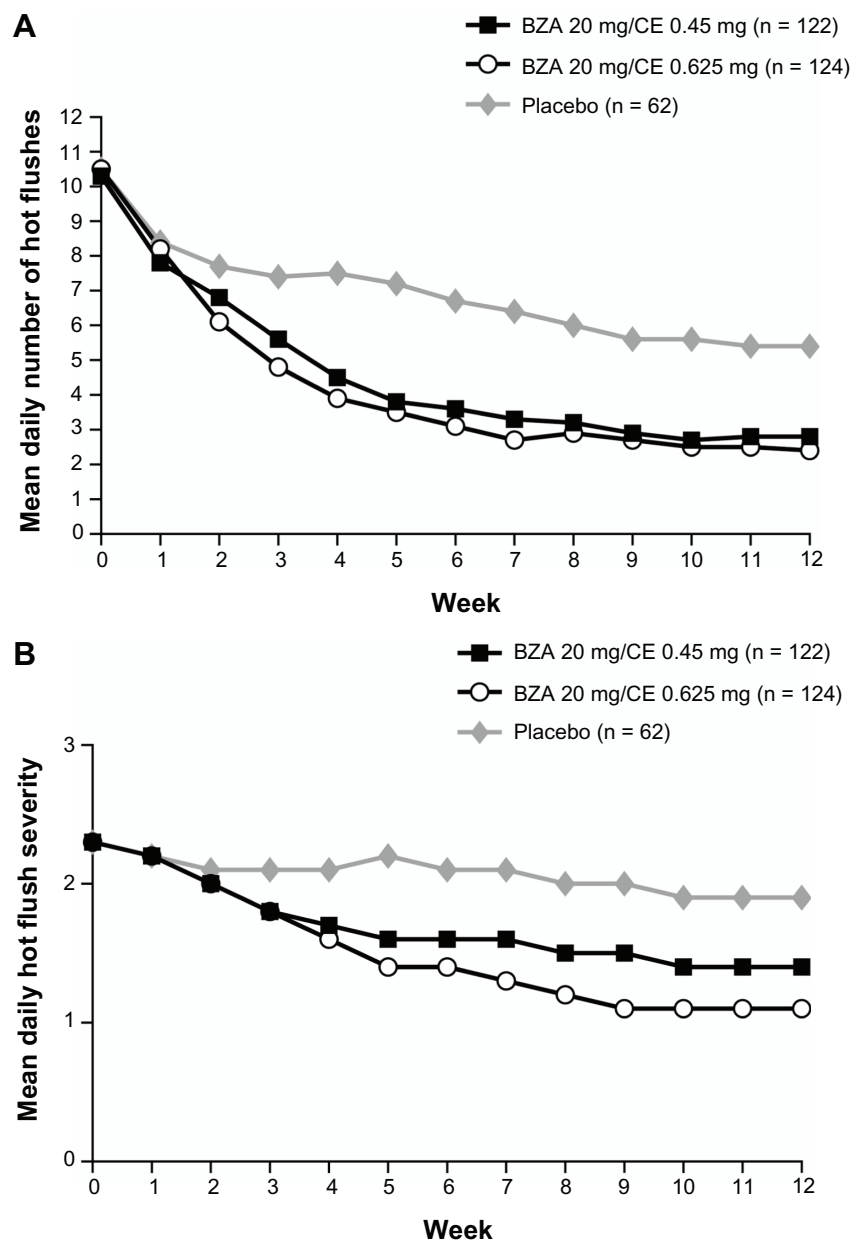 A
BZA 20 mg/CE 0.45 mg (n = 122)
BZA 20 mg/CE 0.625 mg (n = 124)
Placebo (n = 62)
Mean daily number of hot flushes
12
11
10
9
8
7
6
5
4
3
2
1
0
0 1 2 3 4 5 6 7 8 9 10 11 12
Week
B
BZA 20 mg/CE 0.45 mg (n = 122)
BZA 20 mg/CE 0.625 mg (n = 124)
Placebo (n = 62)
Mean daily hot flush severity
3
2
1
0
0 1 2 3 4 5 6 7 8 9 10 11 12
Week